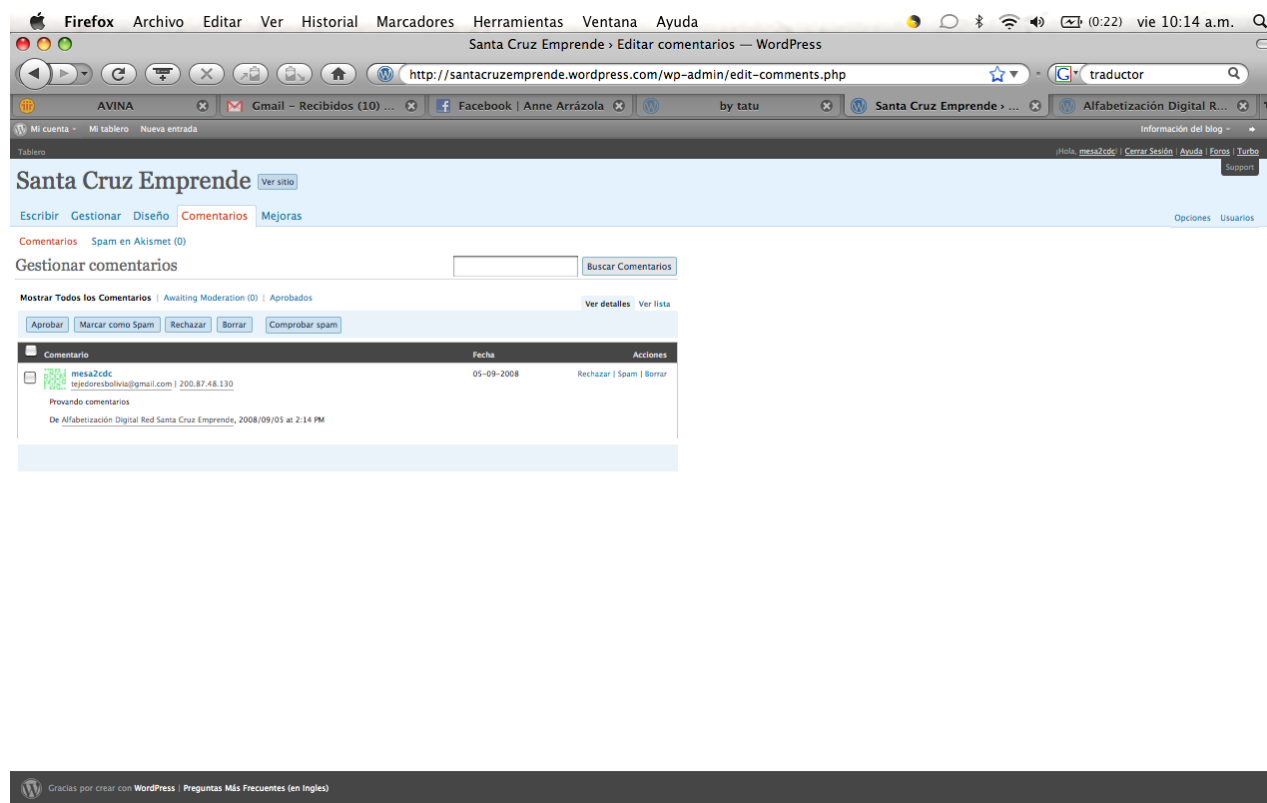 Firefox Archivo Editar Ver Historial Marcadores Herramientas Ventana Ayuda (0:22) vie 10:14 a.m.
Santa Cruz Emprende › Editar comentarios — WordPress
http://santacruzemprende.wordpress.com/wp-admin/edit-comments.php traductor
AVINA Gmail – Recibidos (10) ... Facebook | Anne Arrázola by tatu Santa Cruz Emprende › ... Alfabetización Digital R...
Mi cuenta Mi tablero Nueva entrada Información del blog
Tablero ¡Hola, mesa2cdc! | Cerrar Sesión | Ayuda | Foros | Turbo
Support
Santa Cruz Emprende Ver sitio
Escribir Gestionar Diseño Comentarios Mejoras Opciones Usuarios
Comentarios Spam en Akismet (0)
Gestionar comentarios Buscar Comentarios
Mostrar Todos los Comentarios | Awaiting Moderation (0) | Aprobados Ver detalles Ver lista
Aprobar Marcar como Spam Rechazar Borrar Comprobar spam
Comentario Fecha Acciones
mesa2cdc 05-09-2008 Rechazar | Spam | Borrar
tejedoresbolivia@gmail.com | 200.87.48.130
Provando comentarios
De Alfabetización Digital Red Santa Cruz Emprende, 2008/09/05 at 2:14 PM
Gracias por crear con WordPress | Preguntas Más Frecuentes (en Ingles)